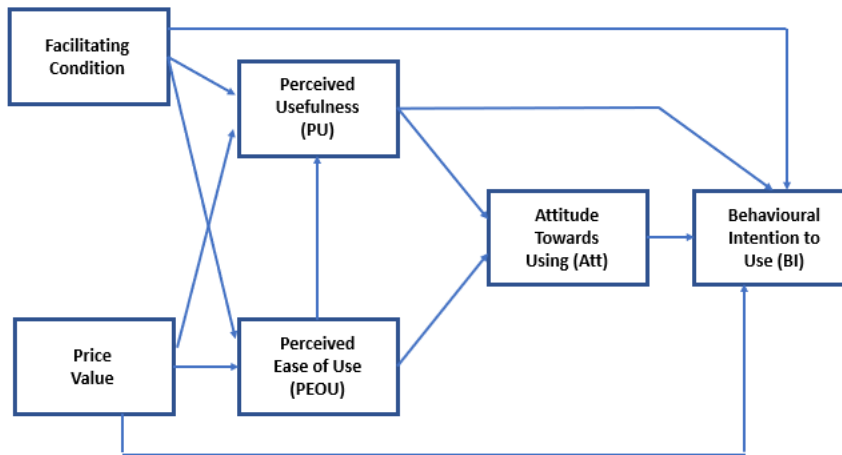 Facilitating
Condition
Perceived
Usefulness
(PU)
Attitude
Towards
Using (Att)
Behavioural
Intention to
Use (BI)
Price
Value
Perceived
Ease of Use
(PEOU)